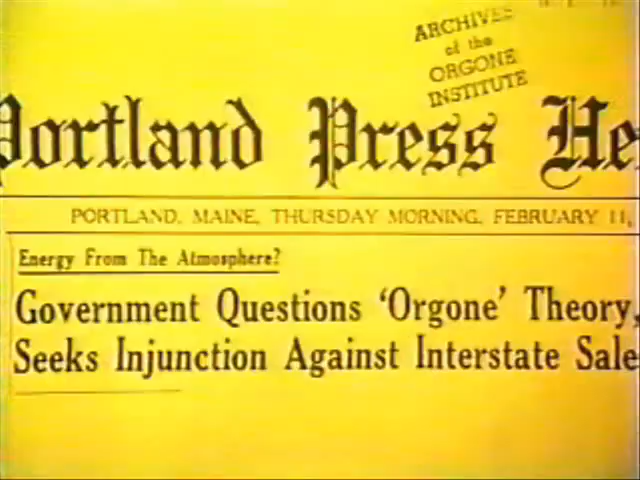 ARCHIVES
of the
ORGONE
INSTITUTE
Portland Press He
PORTLAND, MAINE, THURSDAY MORNING, FEBRUARY 11,
Energy From The Atmosphere?
Government Questions ‘Orgone’ Theory,
Seeks Injunction Against Interstate Sale